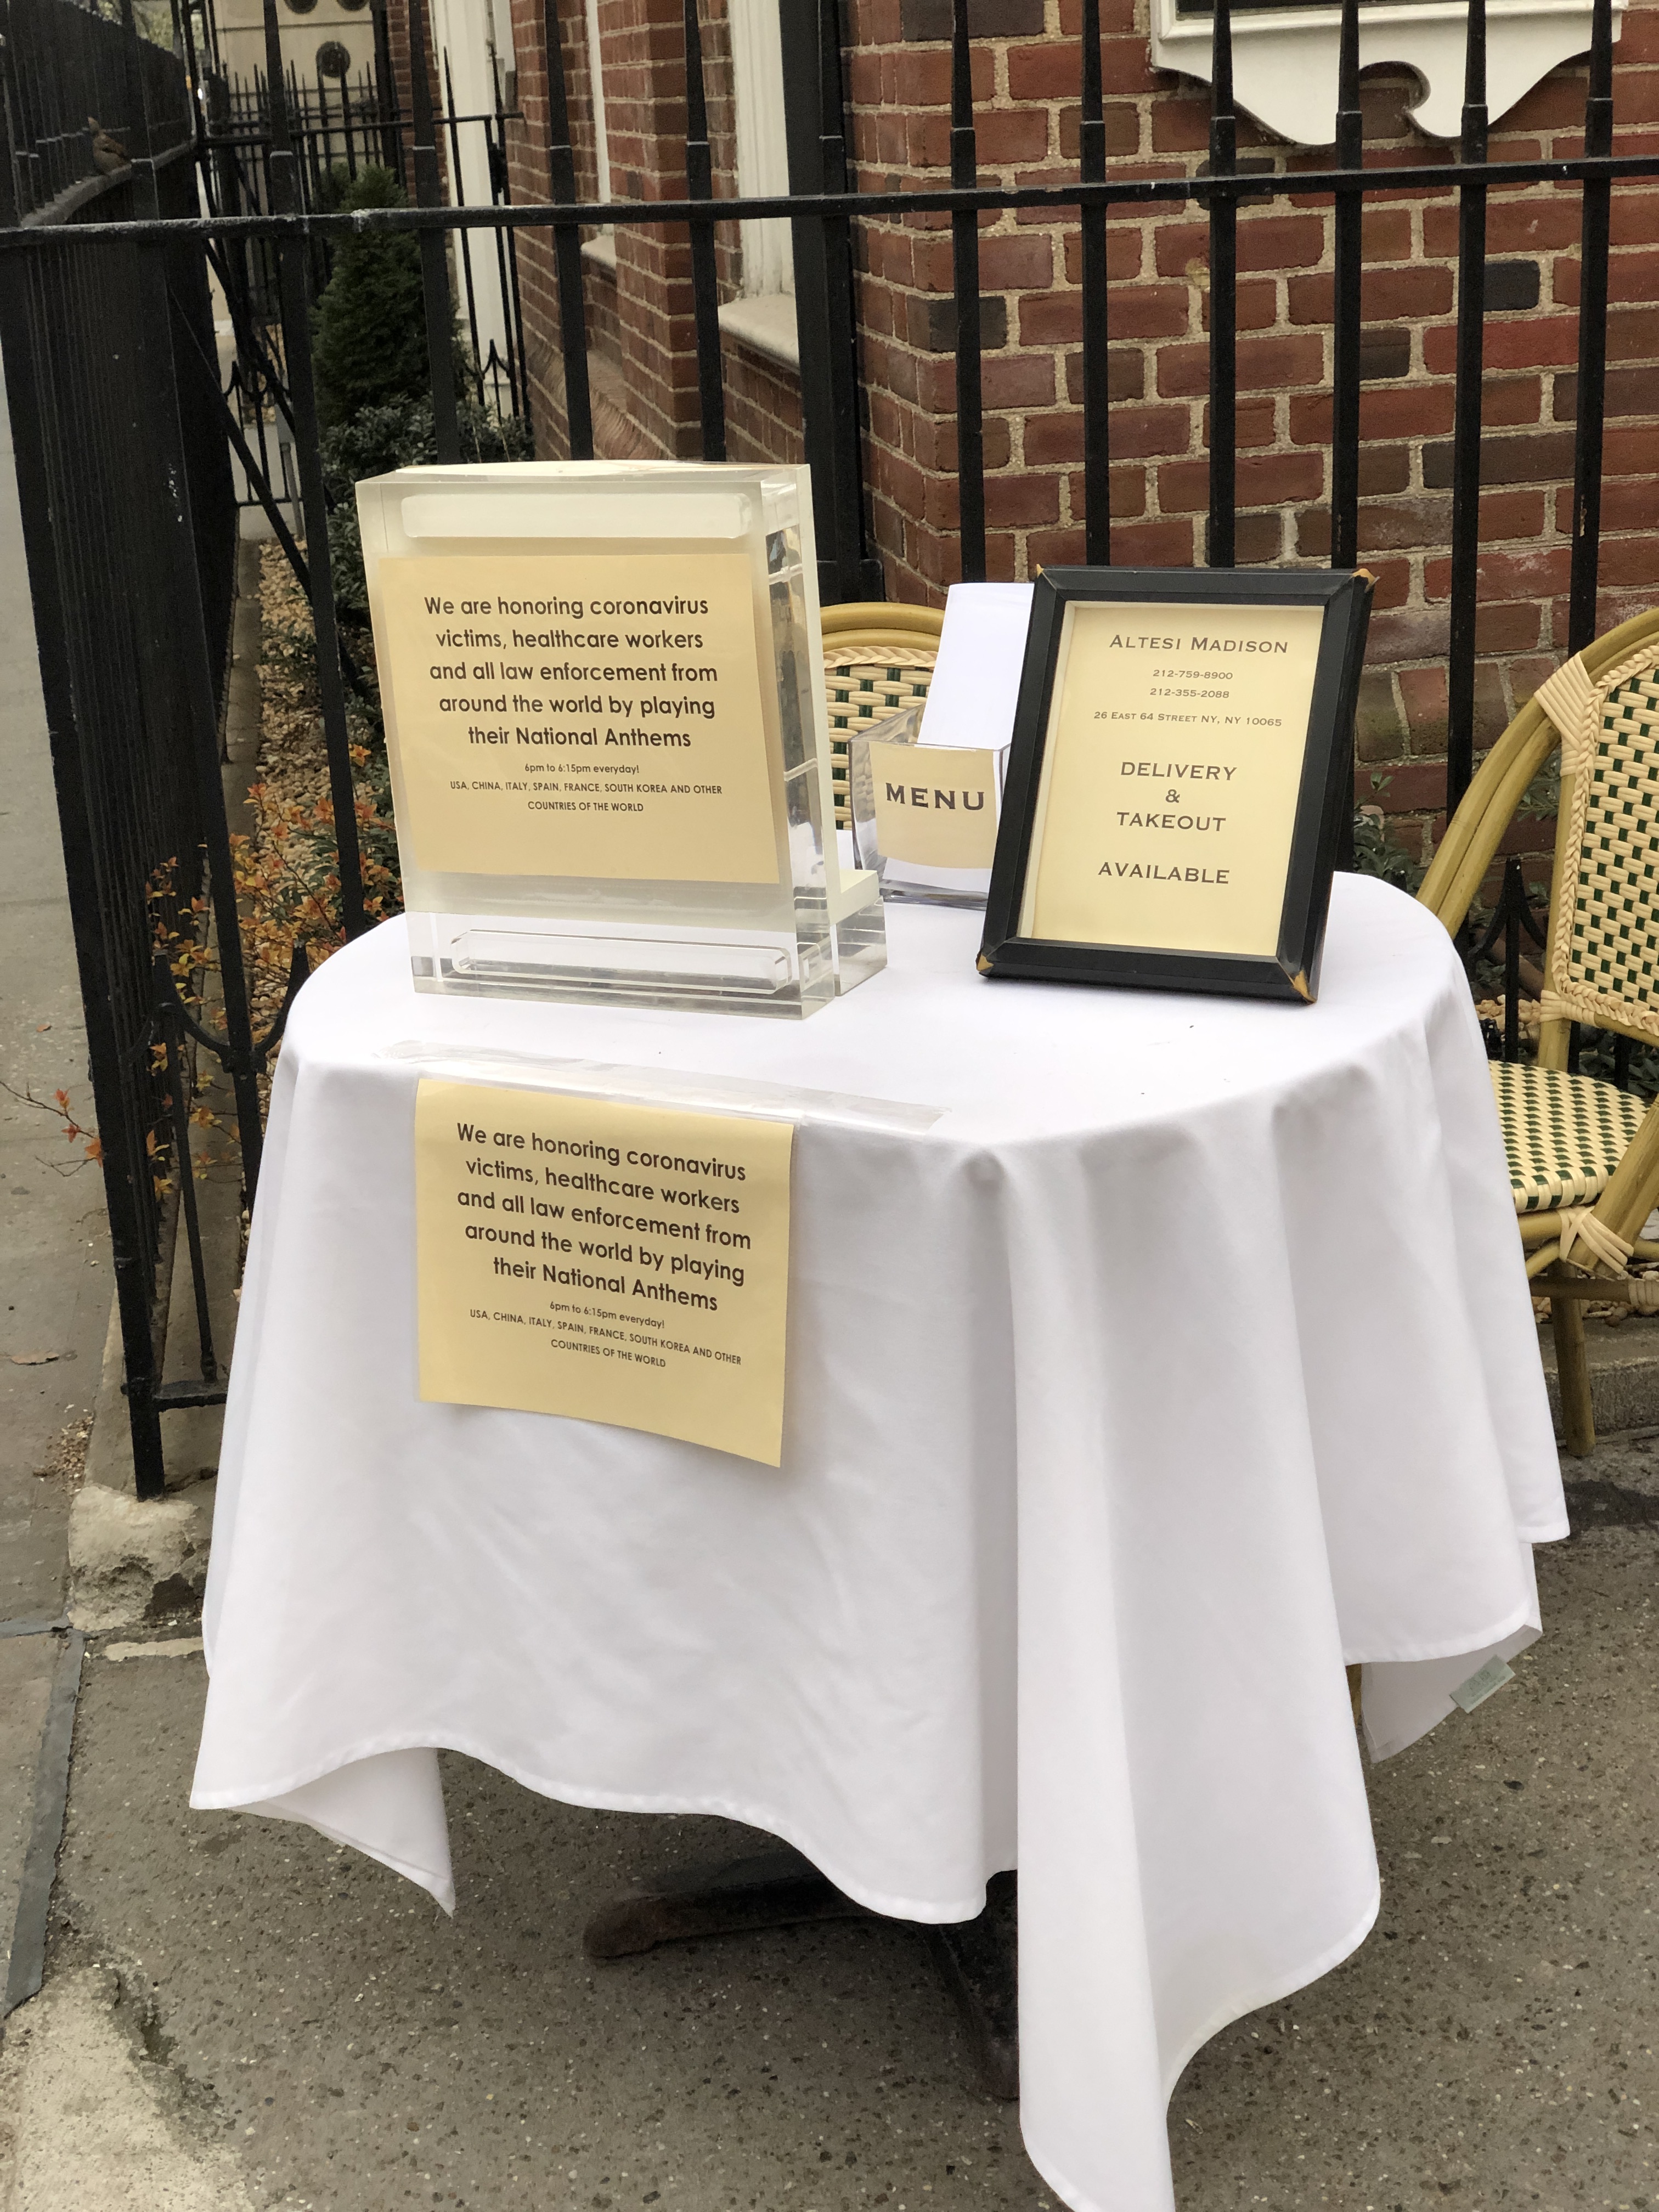 We are honoring coronavirus
victims, healthcare workers
and all law enforcement from
around the world by playing
their National Anthems
6pm to 6:15pm everyday!
USA, CHINA, ITALY, SPAIN, FRANCE, SOUTH KOREA AND OTHER
COUNTRIES OF THE WORLD
MENU
ALTESI MADISON
212-759-8900
212-355-2088
26 EAST 64 STREET NY, NY 10065
DELIVERY
&
TAKEOUT
AVAILABLE
We are honoring coronavirus
victims, healthcare workers
and all law enforcement from
around the world by playing
their National Anthems
6pm to 6:15pm everyday!
USA, CHINA, ITALY, SPAIN, FRANCE, SOUTH KOREA AND OTHER
COUNTRIES OF THE WORLD